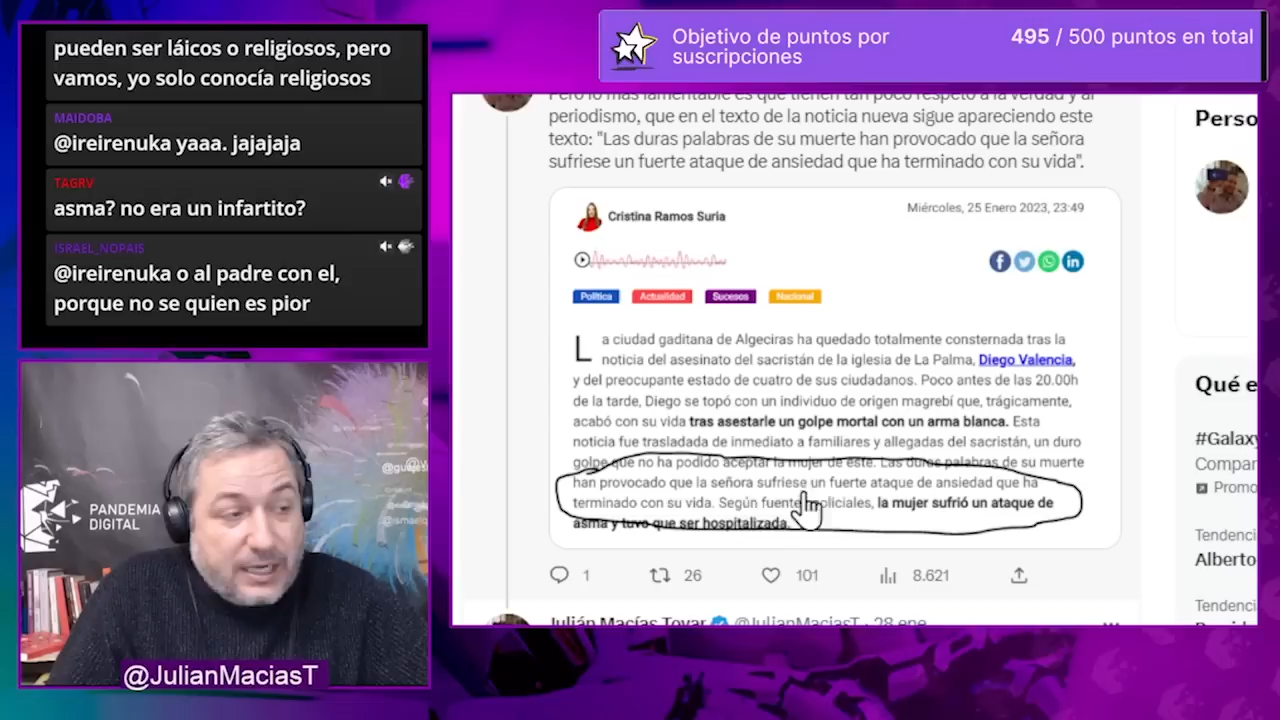 pueden ser láicos o religiosos, pero
vamos, yo solo conocía religiosos
MAIDOBA
@ireirenuka yaaa. jajajaja
TAGRV
asma? no era un infartito?
ISRAEL_NOPAIS
@ireirenuka o al padre con el,
porque no se quien es pior
PANDEMIA
DIGITAL
@JulianMaciasT
Objetivo de puntos por
suscripciones
495 / 500 puntos en total
Pero lo más lamentable es que tienen tan poco respeto a la verdad y al
periodismo, que en el texto de la noticia nueva sigue apareciendo este
texto: "Las duras palabras de su muerte han provocado que la señora
sufriese un fuerte ataque de ansiedad que ha terminado con su vida".
Cristina Ramos Suria
Miércoles, 25 Enero 2023, 23:49
Política Actualidad Sucesos Nacional
La ciudad gaditana de Algeciras ha quedado totalmente consternada tras la
noticia del asesinato del sacristán de la iglesia de La Palma, Diego Valencia,
y del preocupante estado de cuatro de sus ciudadanos. Poco antes de las 20.00h
de la tarde, Diego se topó con un individuo de origen magrebí que, trágicamente,
acabó con su vida tras asestarle un golpe mortal con un arma blanca. Esta
noticia fue trasladada de inmediato a familiares y allegadas del sacristán, un duro
golpe que no ha podido aceptar la mujer de este. Las duras palabras de su muerte
han provocado que la señora sufriese un fuerte ataque de ansiedad que ha
terminado con su vida. Según fuente policiales, la mujer sufrió un ataque de
asma y tuvo que ser hospitalizada.
1 26 101 8.621
Julián Macías Tovar @JulianMaciasT · 28 ene.
Perso
Qué e
#Galaxy
Compar
Promo
Tendenci
Alberto
Tendenci